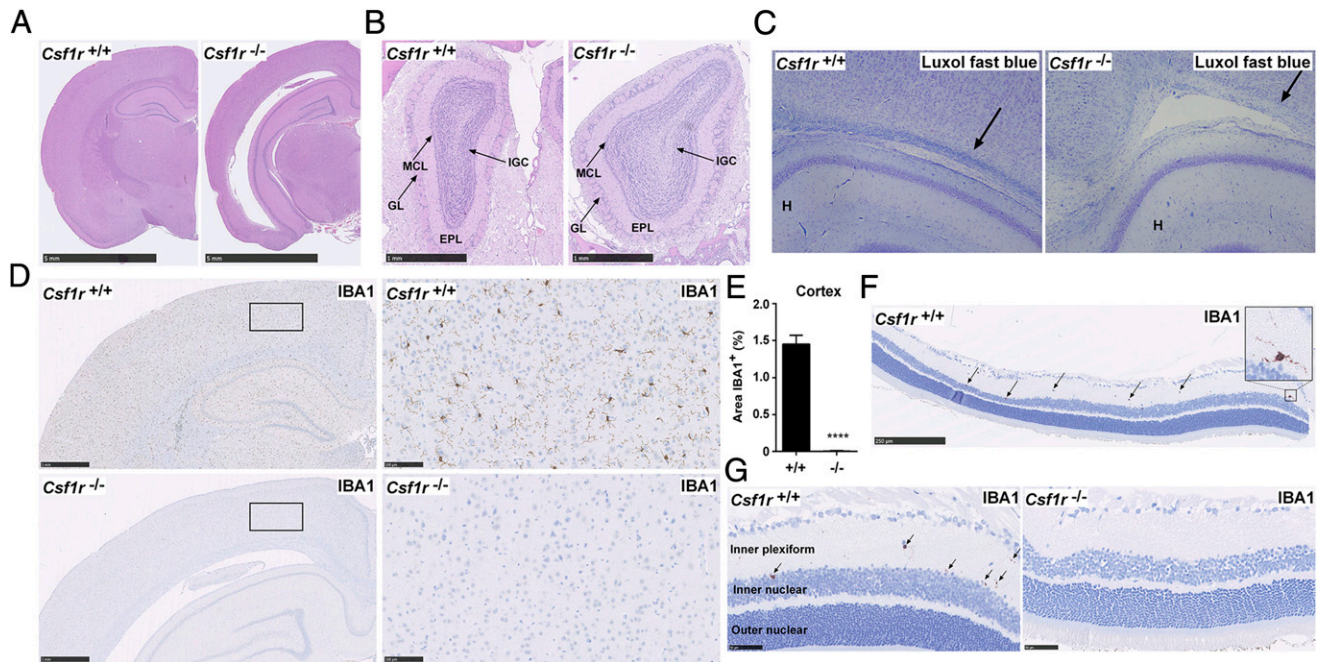 A
Csf1r +/+
Csf1r -/-
5 mm
5 mm
B
Csf1r +/+
Csf1r -/-
MCL
GL
IGC
EPL
1 mm
MCL
GL
IGC
EPL
1 mm
C
Csf1r +/+
Luxol fast blue
H
Csf1r -/-
Luxol fast blue
H
D
Csf1r +/+
IBA1
Csf1r +/+
IBA1
Csf1r -/-
IBA1
Csf1r -/-
IBA1
E
Cortex
Area IBA1+ (%)
2.0
1.5
1.0
0.5
0
****
+/+
-/-
F
Csf1r +/+
IBA1
250 µm
G
Csf1r +/+
IBA1
Inner plexiform
Inner nuclear
Outer nuclear
Csf1r -/-
IBA1